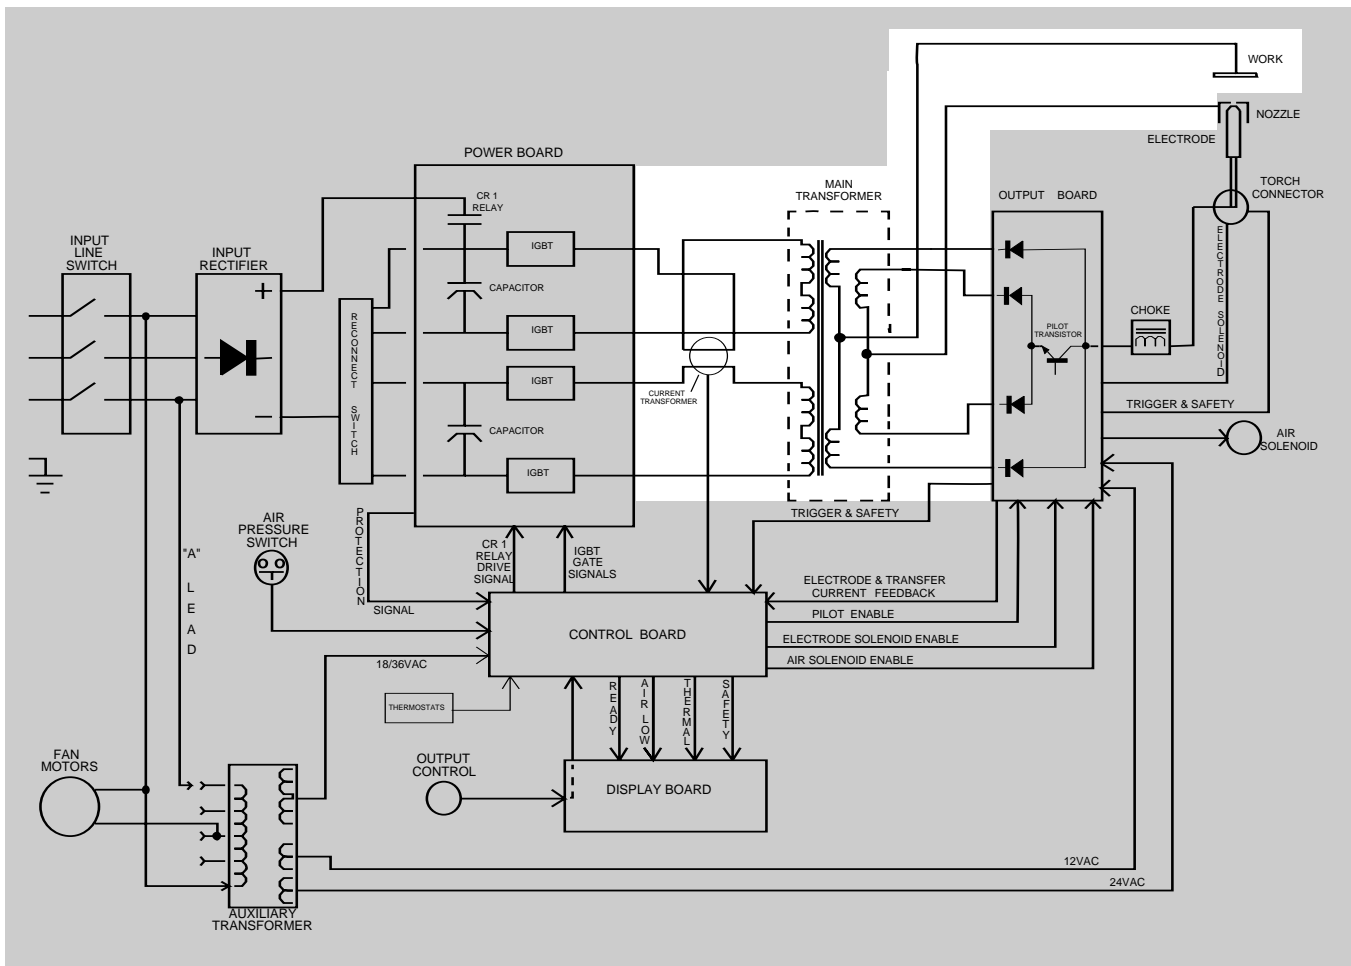 WORK
NOZZLE
ELECTRODE
POWER BOARD
TORCH
CONNECTOR
MAIN
TRANSFORMER
OUTPUT BOARD
CR 1
RELAY
INPUT
LINE
SWITCH
INPUT
RECTIFIER
IGBT
ELECTRODE SOLENOID
+
CAPACITOR
RECONNECT SWITCH
CHOKE
IGBT
PILOT
TRANSISTOR
IGBT
CURRENT
TRANSFORMER
TRIGGER & SAFETY
−
CAPACITOR
AIR
SOLENOID
IGBT
AIR
PRESSURE
SWITCH
PROTECTION
SIGNAL
TRIGGER & SAFETY
"A"
LEAD
CR 1
RELAY
DRIVE
SIGNAL
IGBT
GATE
SIGNALS
ELECTRODE & TRANSFER
CURRENT FEEDBACK
PILOT ENABLE
CONTROL BOARD
ELECTRODE SOLENOID ENABLE
AIR SOLENOID ENABLE
18/36VAC
READY
AIR LOW
THERMAL
SAFETY
THERMOSTATS
FAN
MOTORS
OUTPUT
CONTROL
DISPLAY BOARD
12VAC
24VAC
AUXILIARY
TRANSFORMER